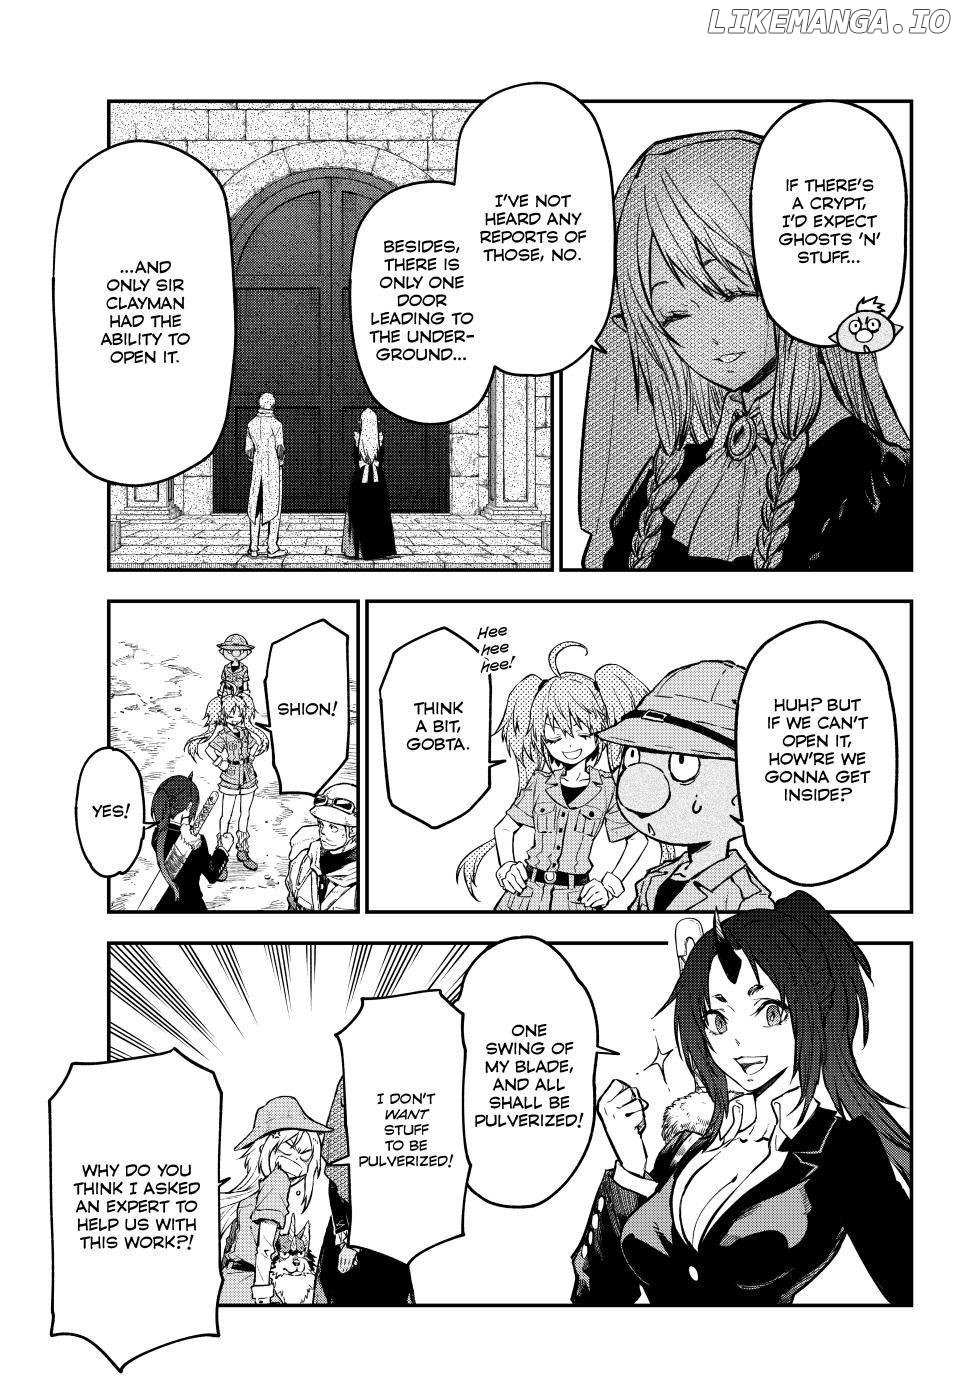 LIKEMANGA.IO
IF THERE'S
A CRYPT,
I'D EXPECT
GHOSTS 'N'
STUFF...
I'VE NOT
HEARD ANY
REPORTS OF
THOSE, NO.
BESIDES,
THERE IS
ONLY ONE
DOOR
LEADING TO
THE UNDER-
GROUND...
...AND
ONLY SIR
CLAYMAN
HAD THE
ABILITY TO
OPEN IT.
HUH? BUT
IF WE CAN'T
OPEN IT,
HOW'RE WE
GONNA GET
INSIDE?
Hee
hee
hee!
THINK
A BIT,
GOBTA.
SHION!
YES!
ONE
SWING OF
MY BLADE,
AND ALL
SHALL BE
PULVERIZED!
I DON'T
WANT
STUFF
TO BE
PULVERIZED!
WHY DO YOU
THINK I ASKED
AN EXPERT TO
HELP US WITH
THIS WORK?!